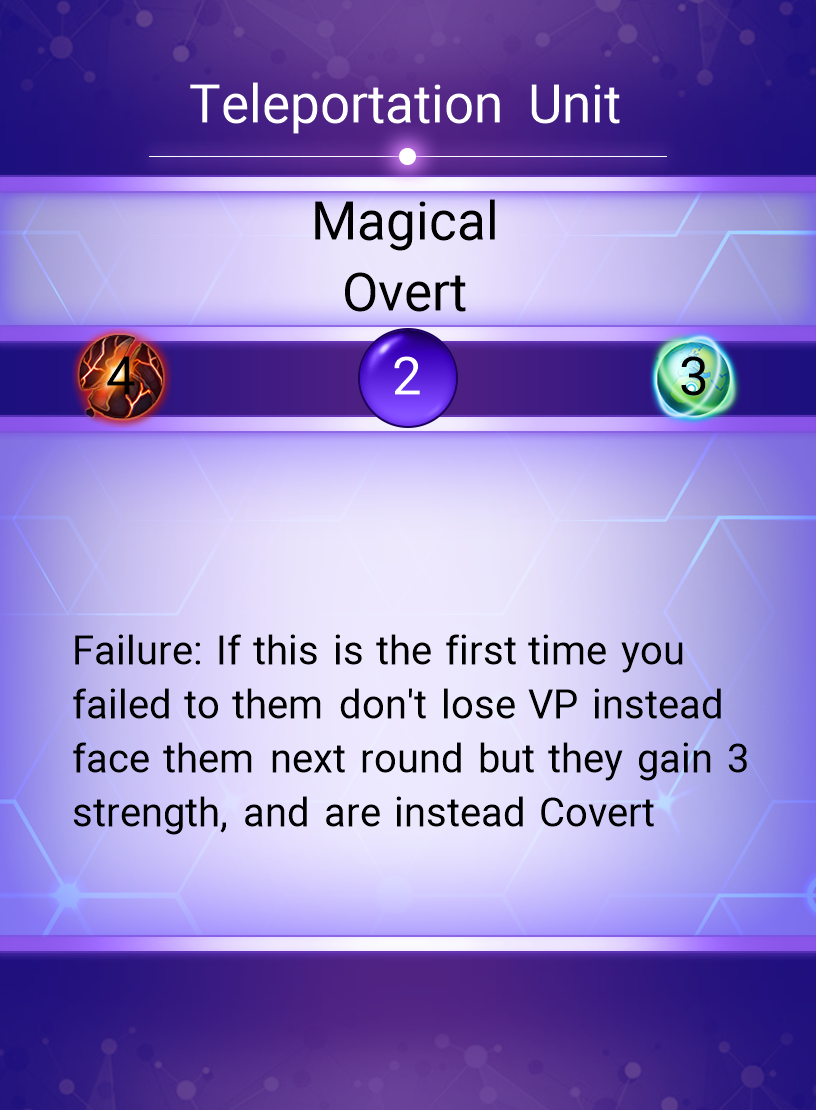 Teleportation Unit
Magical
Overt
4 2 3
Failure: If this is the first time you
failed to them don't lose VP instead
face them next round but they gain 3
strength, and are instead Covert